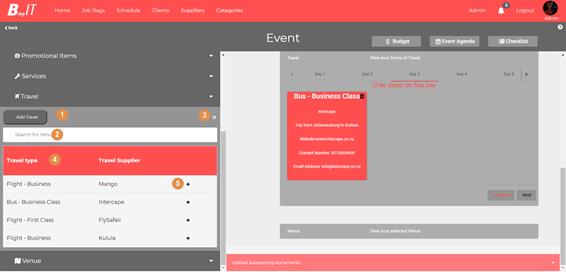 BagIT
Home Job Bags Schedule Clients Suppliers Categories Admin 3 Logout Admin
Back
Event
Budget Event Agenda Checklist
Promotional Items
Services
Travel
Add Travel 1 3 ×
Search for Venu 2
Travel type 4 Travel Supplier
Flight - Business Mango 5
Bus - Business Class Intercape
Flight - First Class FlySafair
Flight - Business Kulula
Venue
Travel View your forms of Travel
Day 1 Day 2 Day 3 Day 4 Day 5
No Items On This Day
Bus - Business Class
Intercape
Trip from Johannesburg to Durban
Website:www.intercape.co.za
Contact Number: 0213804400
Email Address: info@intercape.co.za
Next
Venue View your selected Venue
Upload supporting documents